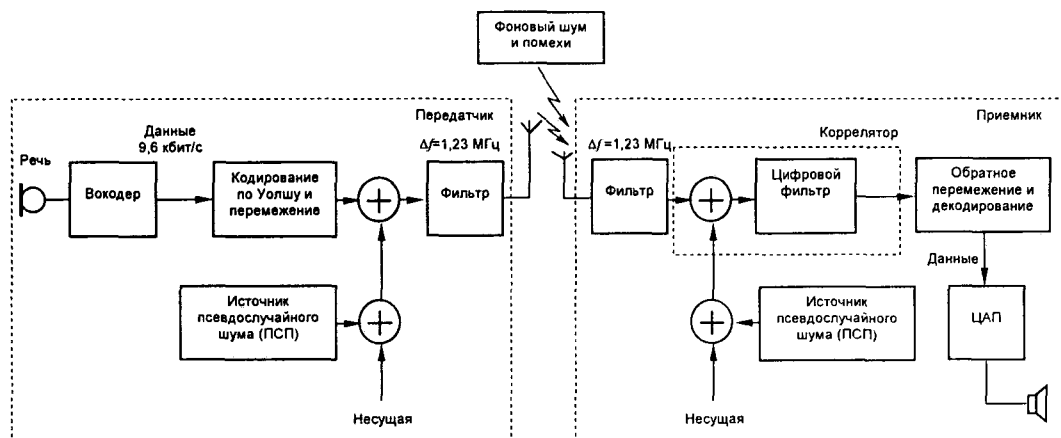 Фоновый шум
и помехи
Передатчик
Данные
9,6 кбит/с
Речь
Вокодер
Кодирование
по Уолшу и
перемежение
Δf=1,23 МГц
Фильтр
Источник
псевдослучайного
шума (ПСП)
Несущая
Приемник
Δf=1,23 МГц
Фильтр
Коррелятор
Цифровой
фильтр
Обратное
перемежение и
декодирование
Данные
ЦАП
Источник
псевдослучайного
шума (ПСП)
Несущая